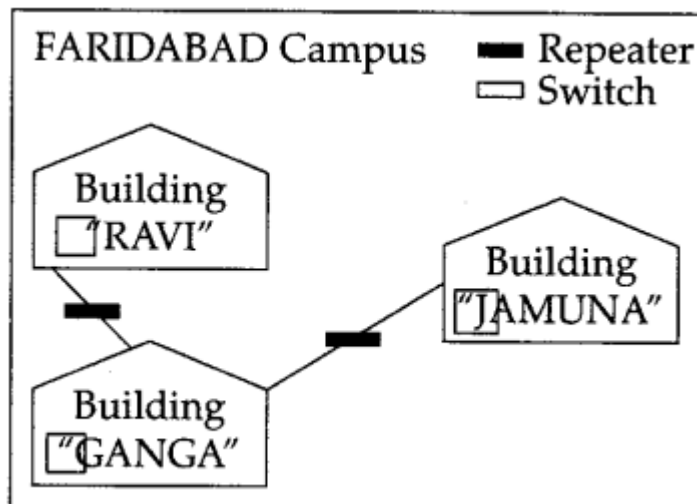 FARIDABAD Campus
Repeater
Switch
Building
"RAVI"
Building
"JAMUNA"
Building
"GANGA"